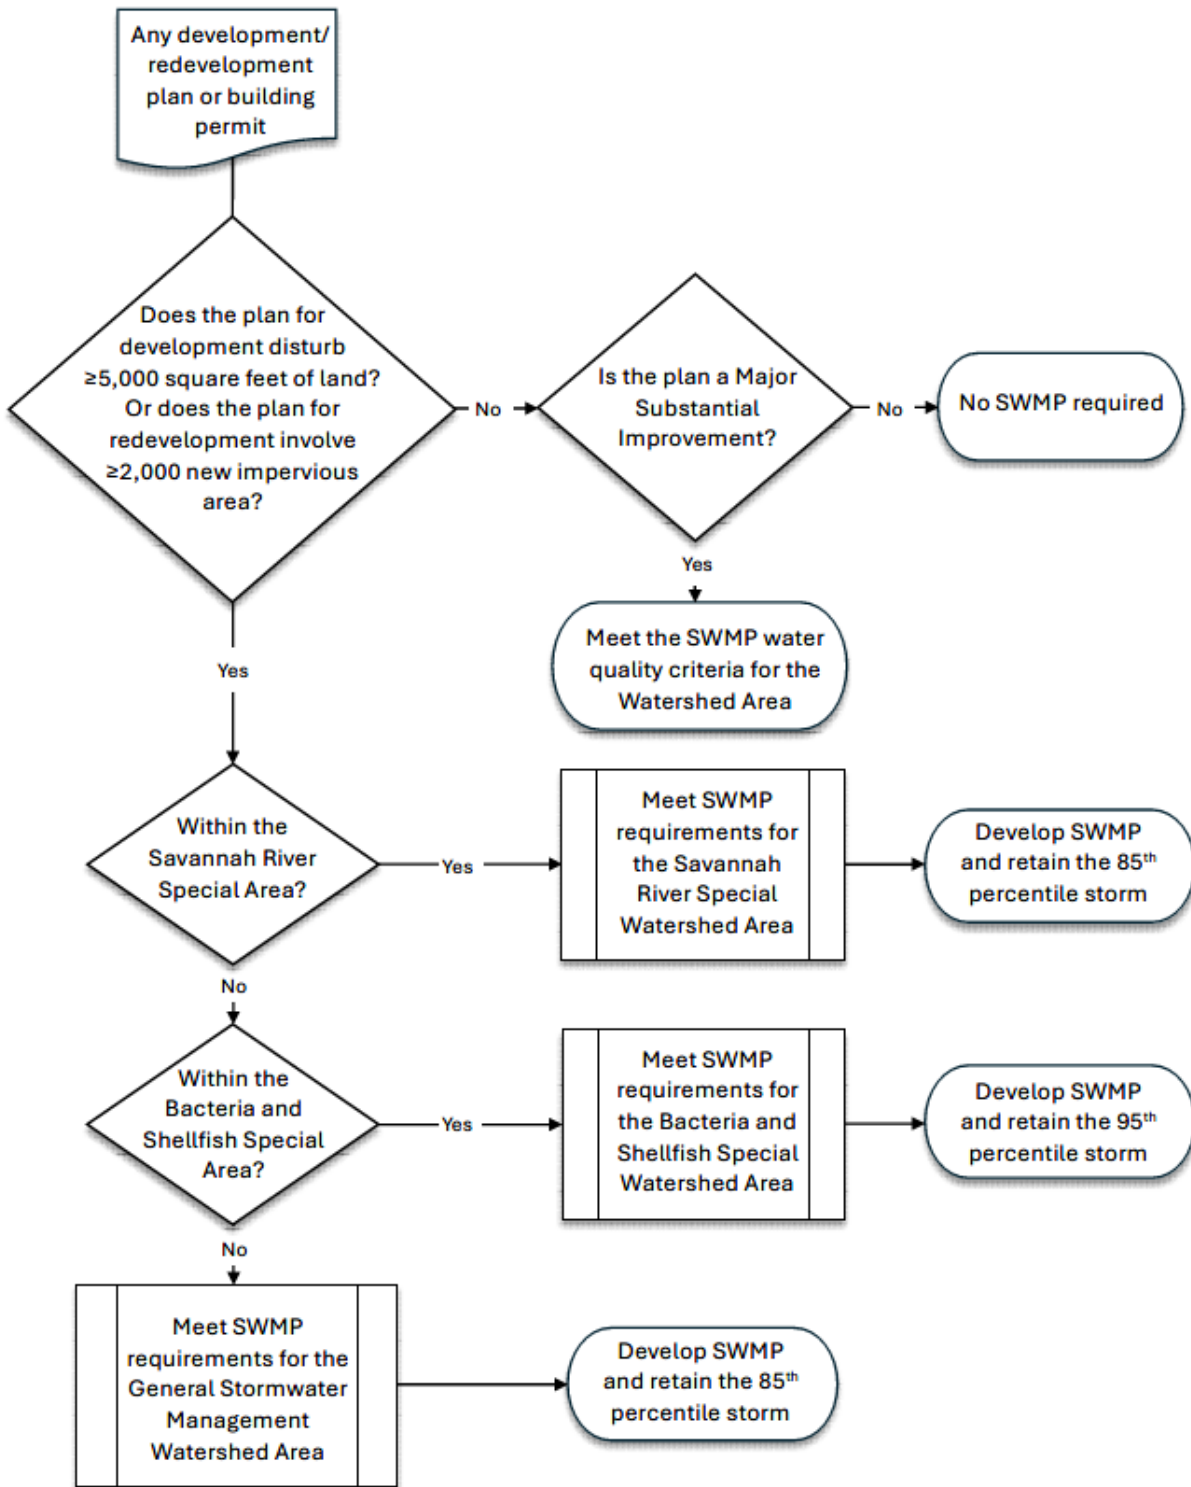 Any development/
redevelopment
plan or building
permit
Does the plan for
development disturb
≥5,000 square feet of land?
Or does the plan for
redevelopment involve
≥2,000 new impervious
area?
No
Is the plan a Major
Substantial
Improvement?
No
No SWMP required
Yes
Meet the SWMP water
quality criteria for the
Watershed Area
Yes
Within the
Savannah River
Special Area?
Yes
Meet SWMP
requirements for
the Savannah
River Special
Watershed Area
Develop SWMP
and retain the 85th
percentile storm
No
Within the
Bacteria and
Shellfish Special
Area?
Yes
Meet SWMP
requirements for
the Bacteria and
Shellfish Special
Watershed Area
Develop SWMP
and retain the 95th
percentile storm
No
Meet SWMP
requirements for the
General Stormwater
Management
Watershed Area
Develop SWMP
and retain the 85th
percentile storm